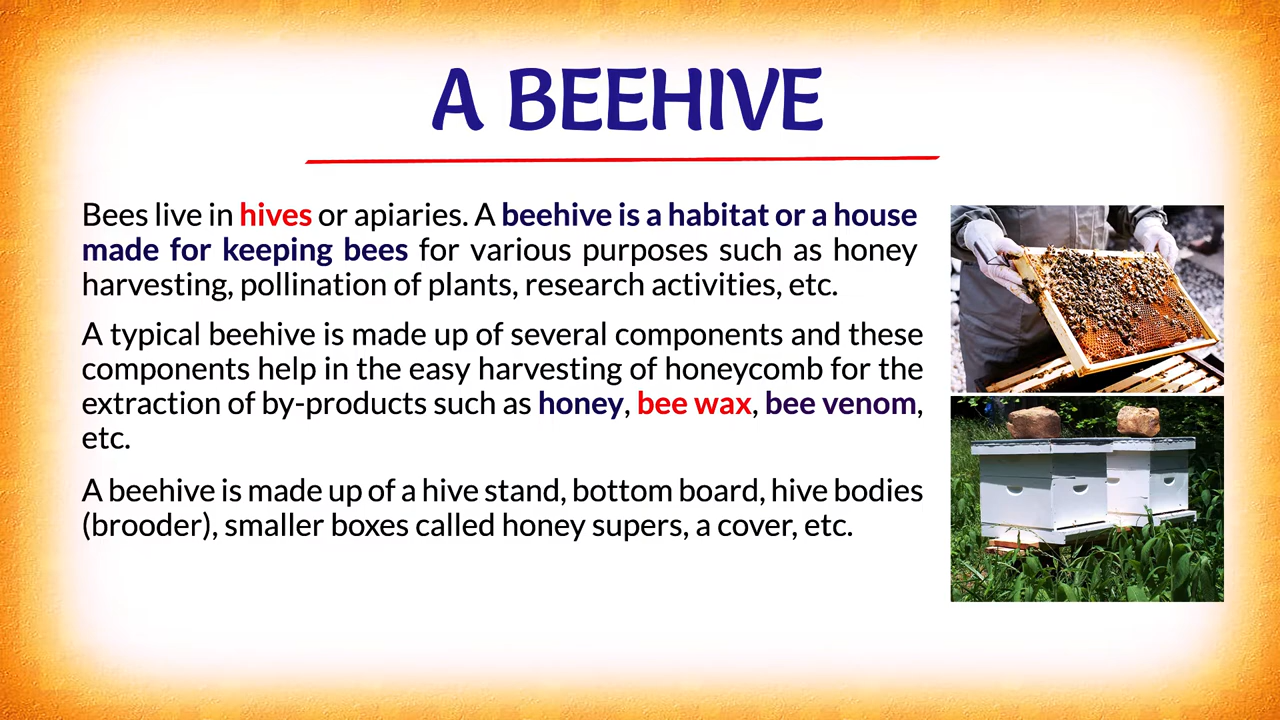 A BEEHIVE
Bees live in hives or apiaries. A beehive is a habitat or a house
made for keeping bees for various purposes such as honey
harvesting, pollination of plants, research activities, etc.
A typical beehive is made up of several components and these
components help in the easy harvesting of honeycomb for the
extraction of by-products such as honey, bee wax, bee venom,
etc.
A beehive is made up of a hive stand, bottom board, hive bodies
(brooder), smaller boxes called honey supers, a cover, etc.